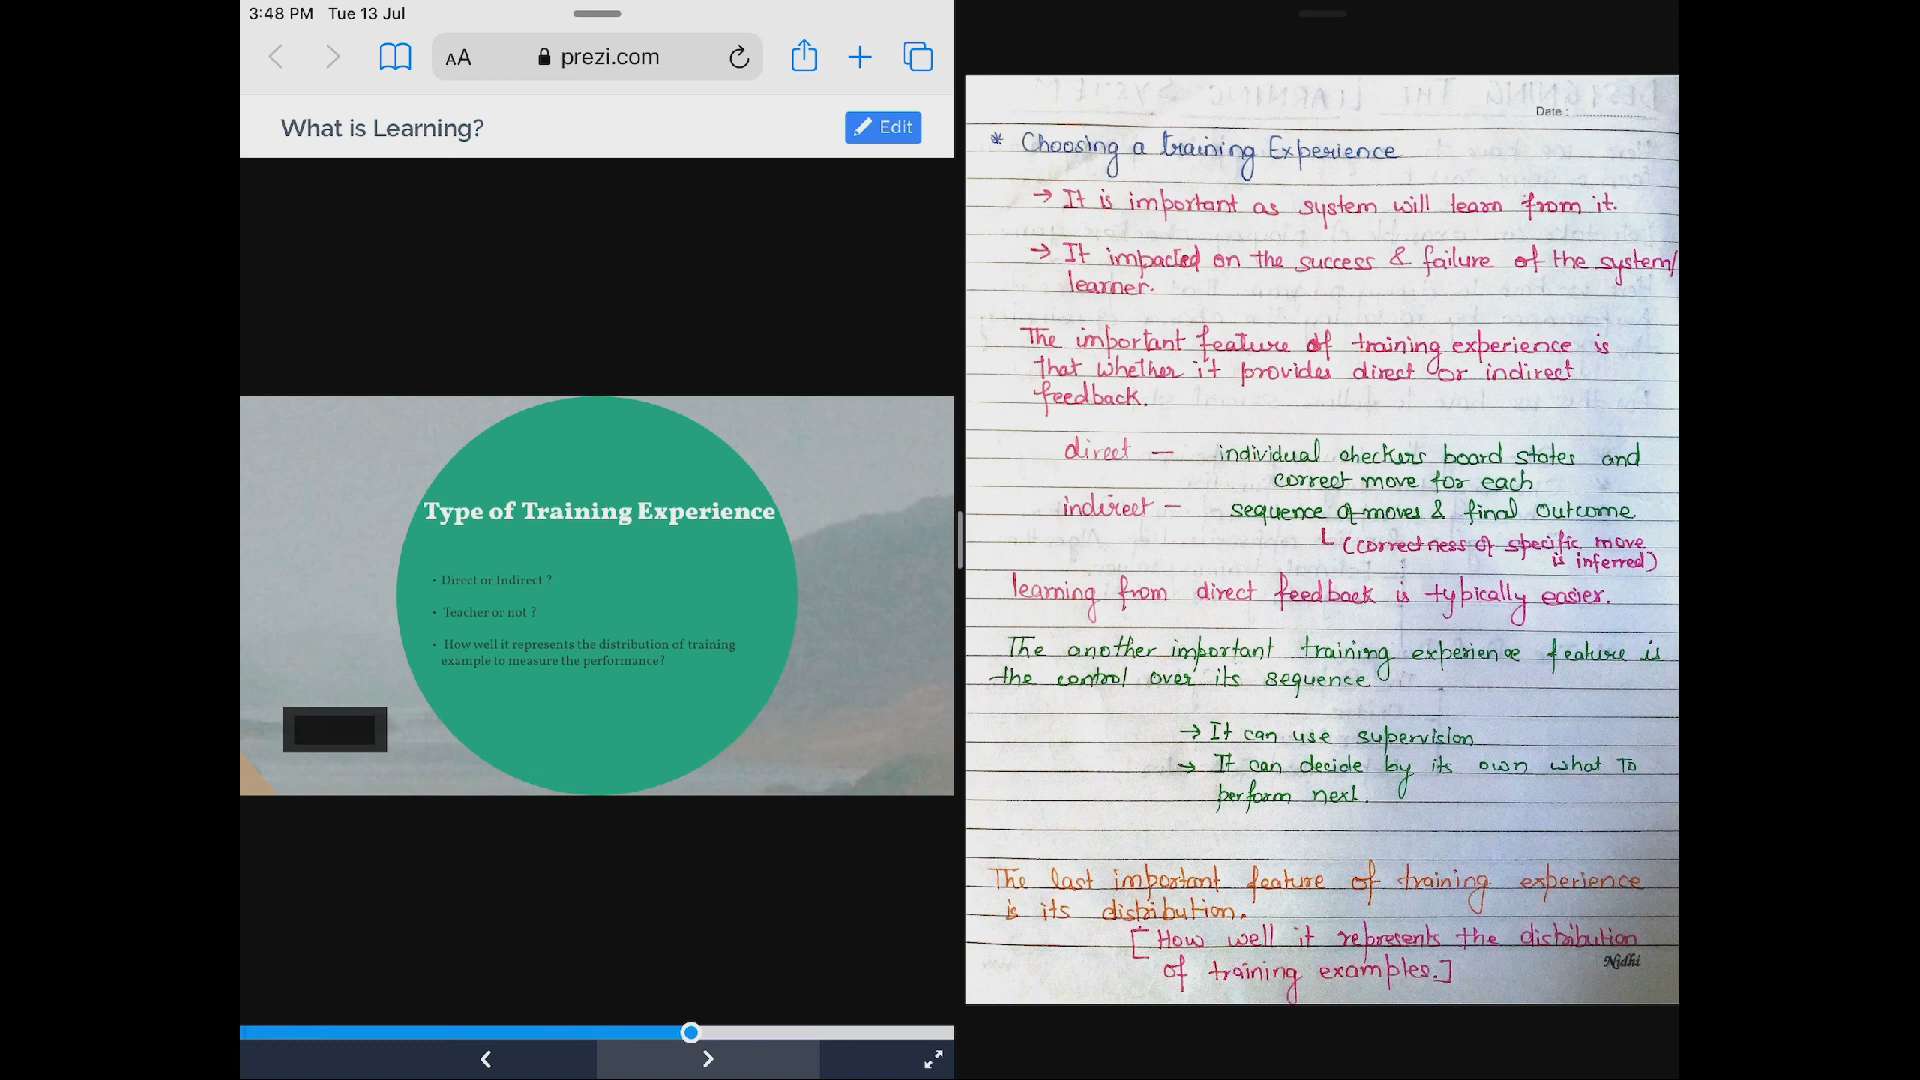 3:48 PM Tue 13 Jul
AA prezi.com
What is Learning?
Edit
Type of Training Experience
• Direct or Indirect ?
• Teacher or not ?
• How well it represents the distribution of training
example to measure the performance?
Date :
* Choosing a training Experience
→ It is important as system will learn from it.
→ It impacted on the success & failure of the system/
learner.
The important feature of training experience is
that whether it provides direct or indirect
feedback.
direct — individual checkers board states and
correct move for each
indirect — sequence of moves & final outcome
(correctness of specific move
is inferred)
learning from direct feedback is typically easier.
The another important training experience feature is
the control over its sequence
→ It can use supervision
→ It can decide by its own what to
perform next.
The last important feature of training experience
is its distribution.
[How well it represents the distribution
of training examples.]
Nidhi